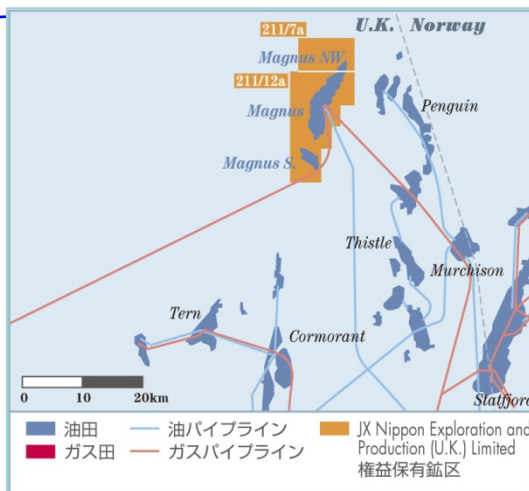 U.K. Norway
211/7a
Magnus NW
211/12a
Magnus
Penguin
Magnus S.
Thistle
Murchison
Tern
Cormorant
Statfjord
0 10 20km
油田
油パイプライン
JX Nippon Exploration and
Production (U.K.) Limited
権益保有鉱区
ガス田
ガスパイプライン